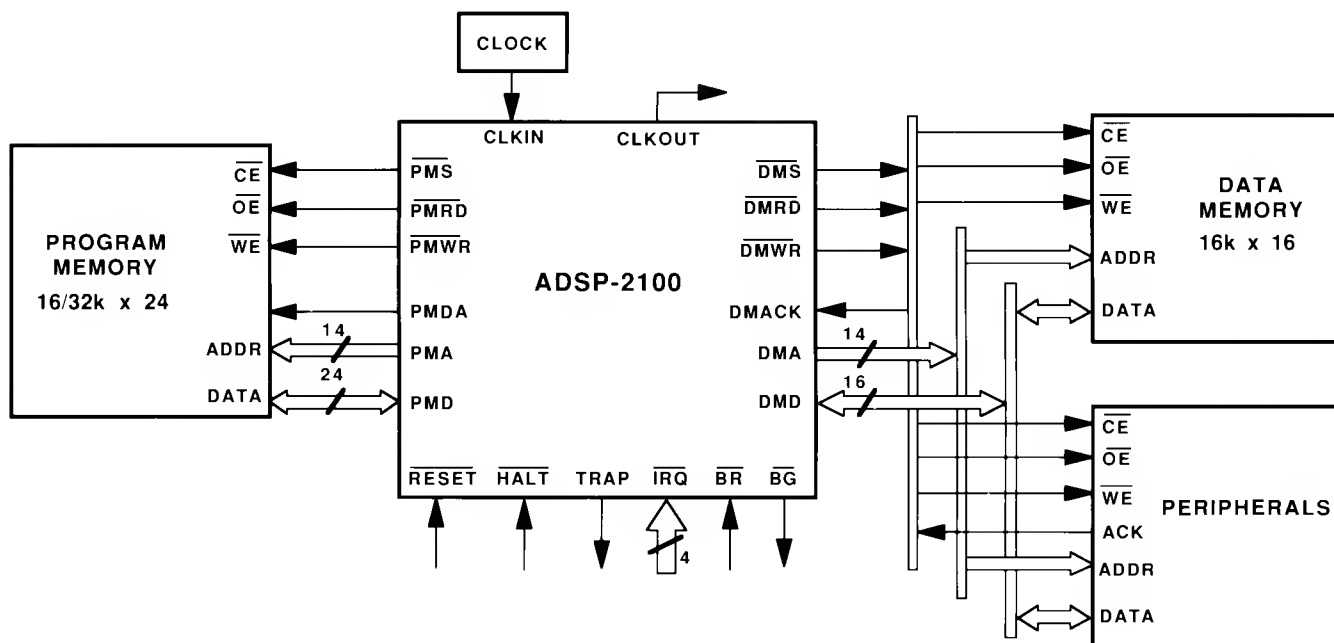 CLOCK
CLKIN
CLKOUT
PROGRAM
MEMORY
16/32k x 24
CE
OE
WE
ADDR
DATA
14
24
PMS
PMRD
PMWR
PMDA
PMA
PMD
ADSP-2100
DMS
DMRD
DMWR
DMACK
DMA
DMD
14
16
RESET
HALT
TRAP
IRQ
BR
BG
4
CE
OE
WE
ADDR
DATA
DATA
MEMORY
16k x 16
CE
OE
WE
ACK
ADDR
DATA
PERIPHERALS